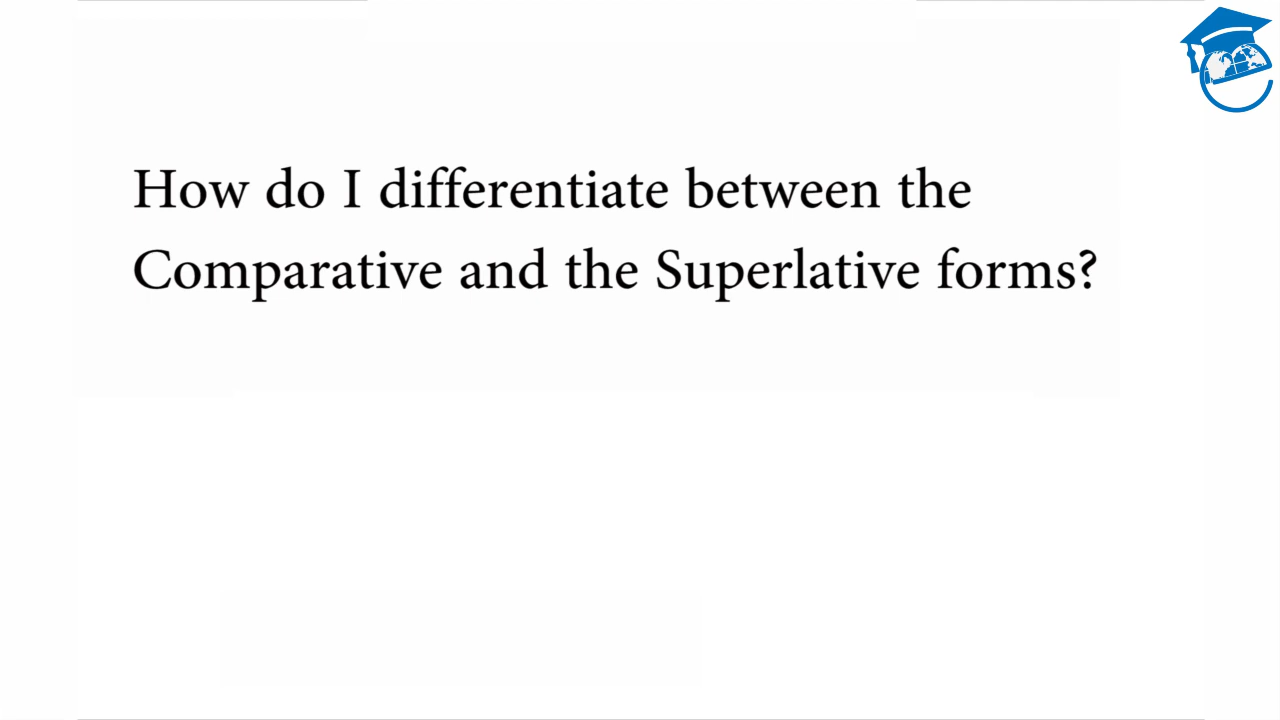 How do I differentiate between the
Comparative and the Superlative forms?